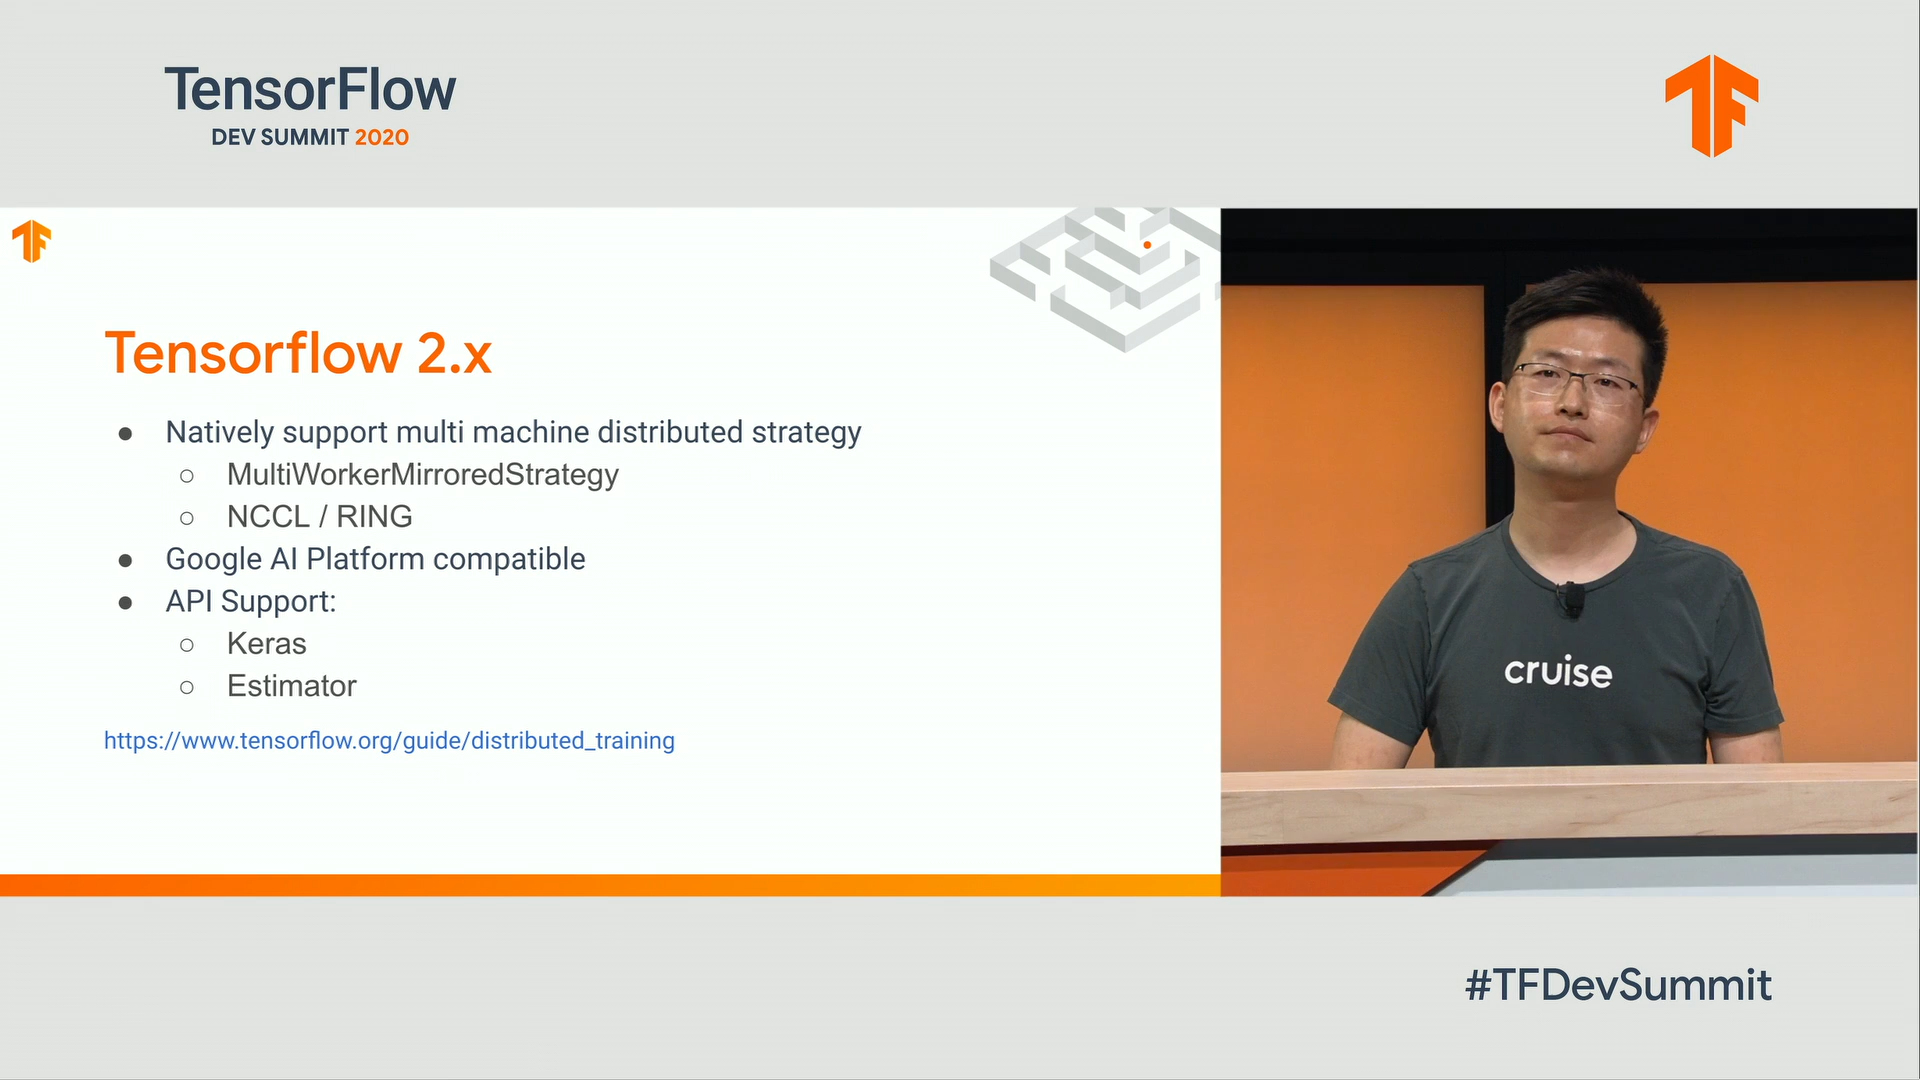 TensorFlow
DEV SUMMIT 2020
Tensorflow 2.x
● Natively support multi machine distributed strategy
○ MultiWorkerMirroredStrategy
○ NCCL / RING
● Google AI Platform compatible
● API Support:
○ Keras
○ Estimator
https://www.tensorflow.org/guide/distributed_training
cruise
#TFDevSummit